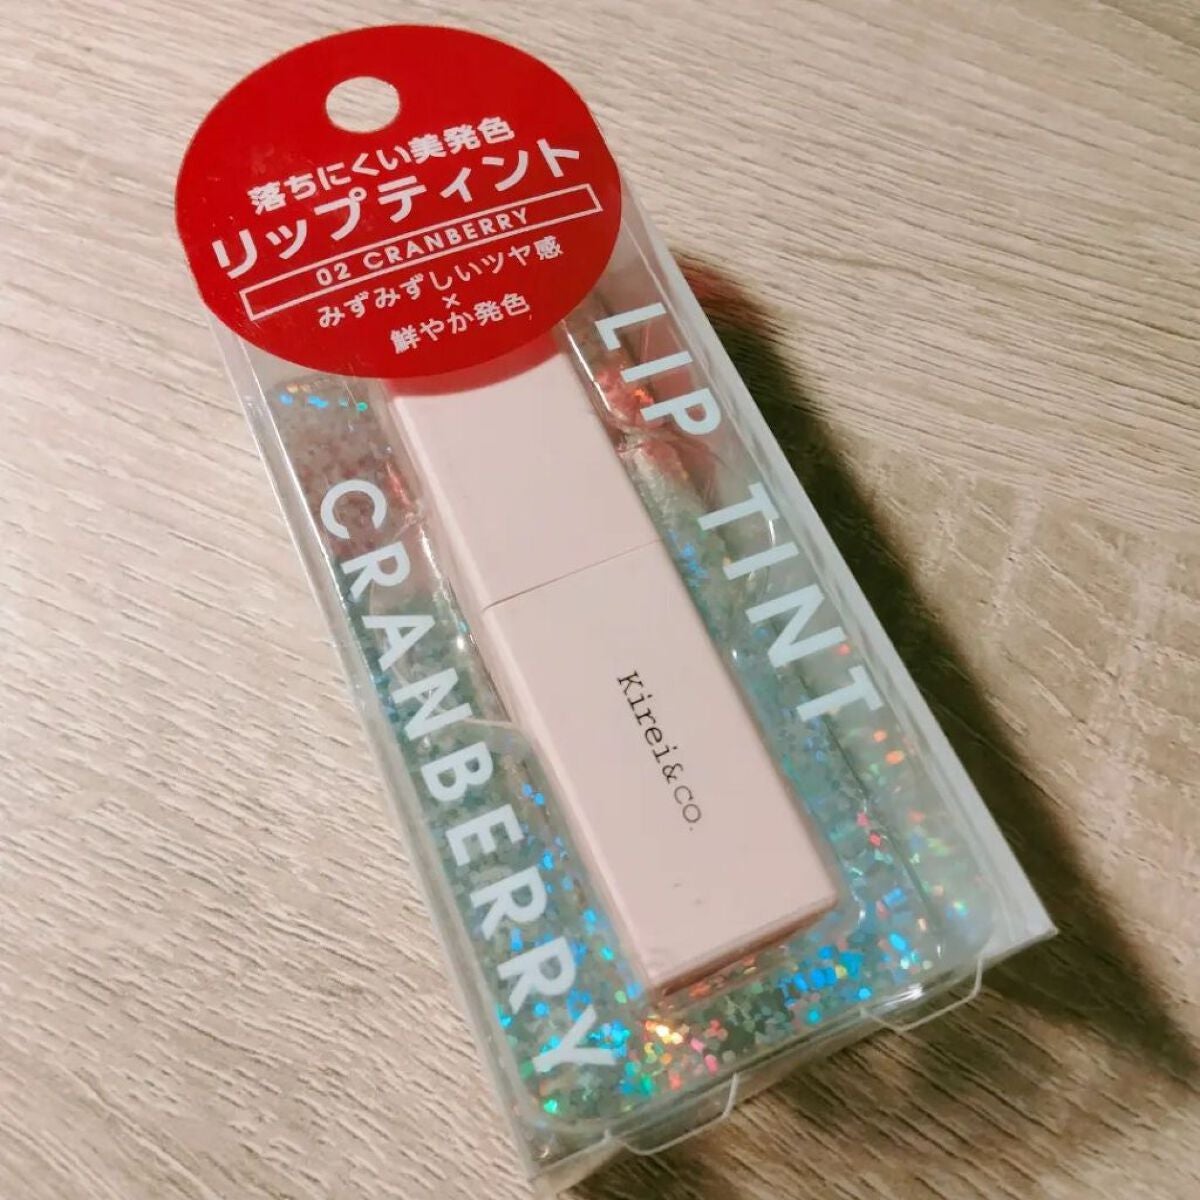 落ちにくい美発色
リップティント
02 CRANBERRY
みずみずしいツヤ感
×
鮮やか発色
LIP TINT
CRANBERRY
Kirei&co.